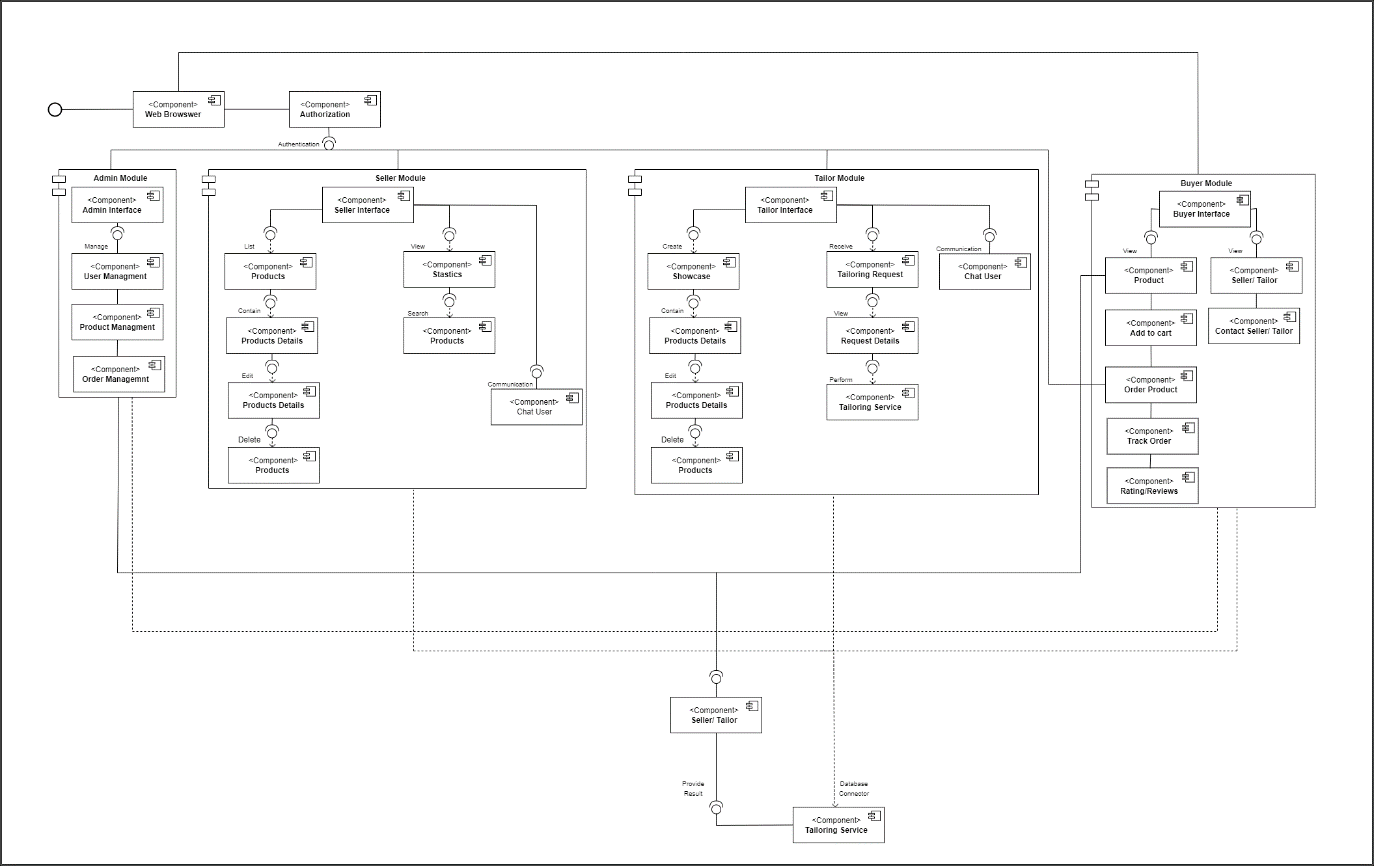 <Component>
Web Browswer
<Component>
Authorization
Authentication
Admin Module
<Component>
Admin Interface
Manage
<Component>
User Managment
<Component>
Product Managment
<Component>
Order Managemnt
Seller Module
<Component>
Seller Interface
List
<Component>
Products
Contain
<Component>
Products Details
Edit
<Component>
Products Details
Delete
<Component>
Products
View
<Component>
Stastics
Search
<Component>
Products
Communication
<Component>
Chat User
Tailor Module
<Component>
Tailor Interface
Create
<Component>
Showcase
Contain
<Component>
Products Details
Edit
<Component>
Products Details
Delete
<Component>
Products
Receive
<Component>
Tailoring Request
View
<Component>
Request Details
Perform
<Component>
Tailoring Service
Communication
<Component>
Chat User
Buyer Module
<Component>
Buyer Interface
View
<Component>
Product
<Component>
Add to cart
<Component>
Order Product
<Component>
Track Order
<Component>
Rating/Reviews
View
<Component>
Seller/ Tailor
<Component>
Contact Seller/ Tailor
<Component>
Seller/ Tailor
Provide
Result
Database
Connector
<Component>
Tailoring Service